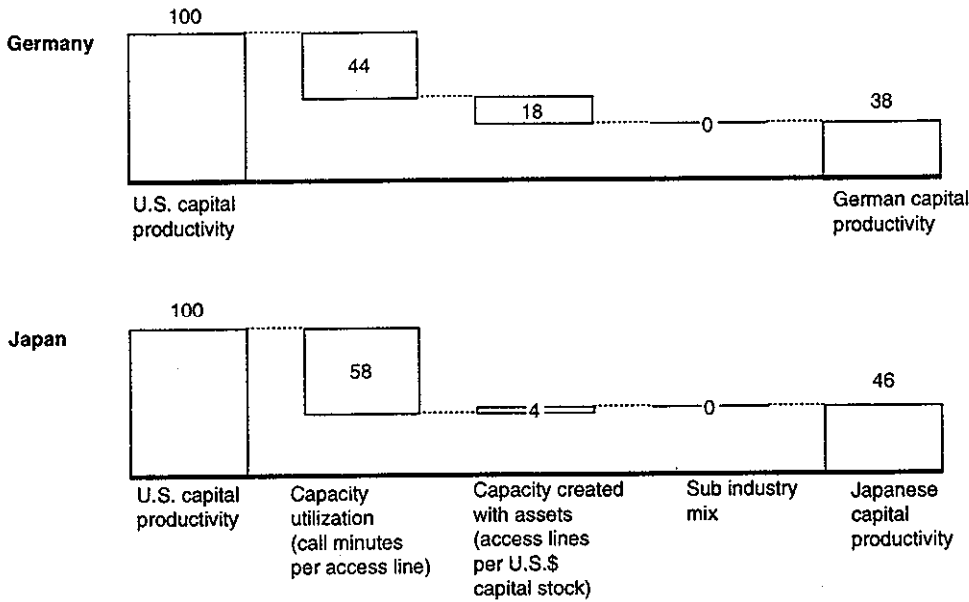 100
Germany
44
18
0
38
U.S. capital
productivity
German capital
productivity
100
Japan
58
4
0
46
U.S. capital
productivity
Capacity
utilization
(call minutes
per access line)
Capacity created
with assets
(access lines
per U.S.$
capital stock)
Sub industry
mix
Japanese
capital
productivity